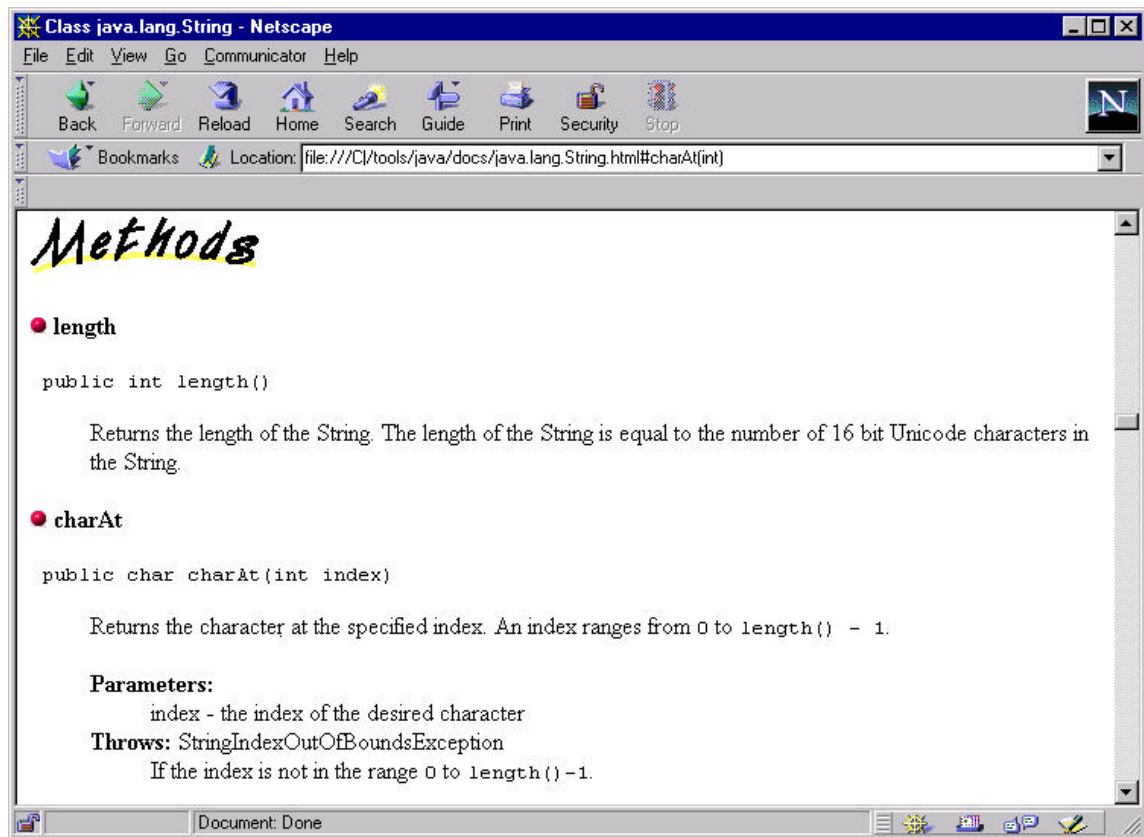 Class java.lang.String - Netscape
File Edit View Go Communicator Help
Back Forward Reload Home Search Guide Print Security Stop
N
Bookmarks Location: file:///C|/tools/java/docs/java.lang.String.html#charAt(int)
Methods
length
public int length()
Returns the length of the String. The length of the String is equal to the number of 16 bit Unicode characters in
the String.
charAt
public char charAt(int index)
Returns the character at the specified index. An index ranges from 0 to length() - 1.
Parameters:
index - the index of the desired character
Throws: StringIndexOutOfBoundsException
If the index is not in the range 0 to length()-1.
Document: Done